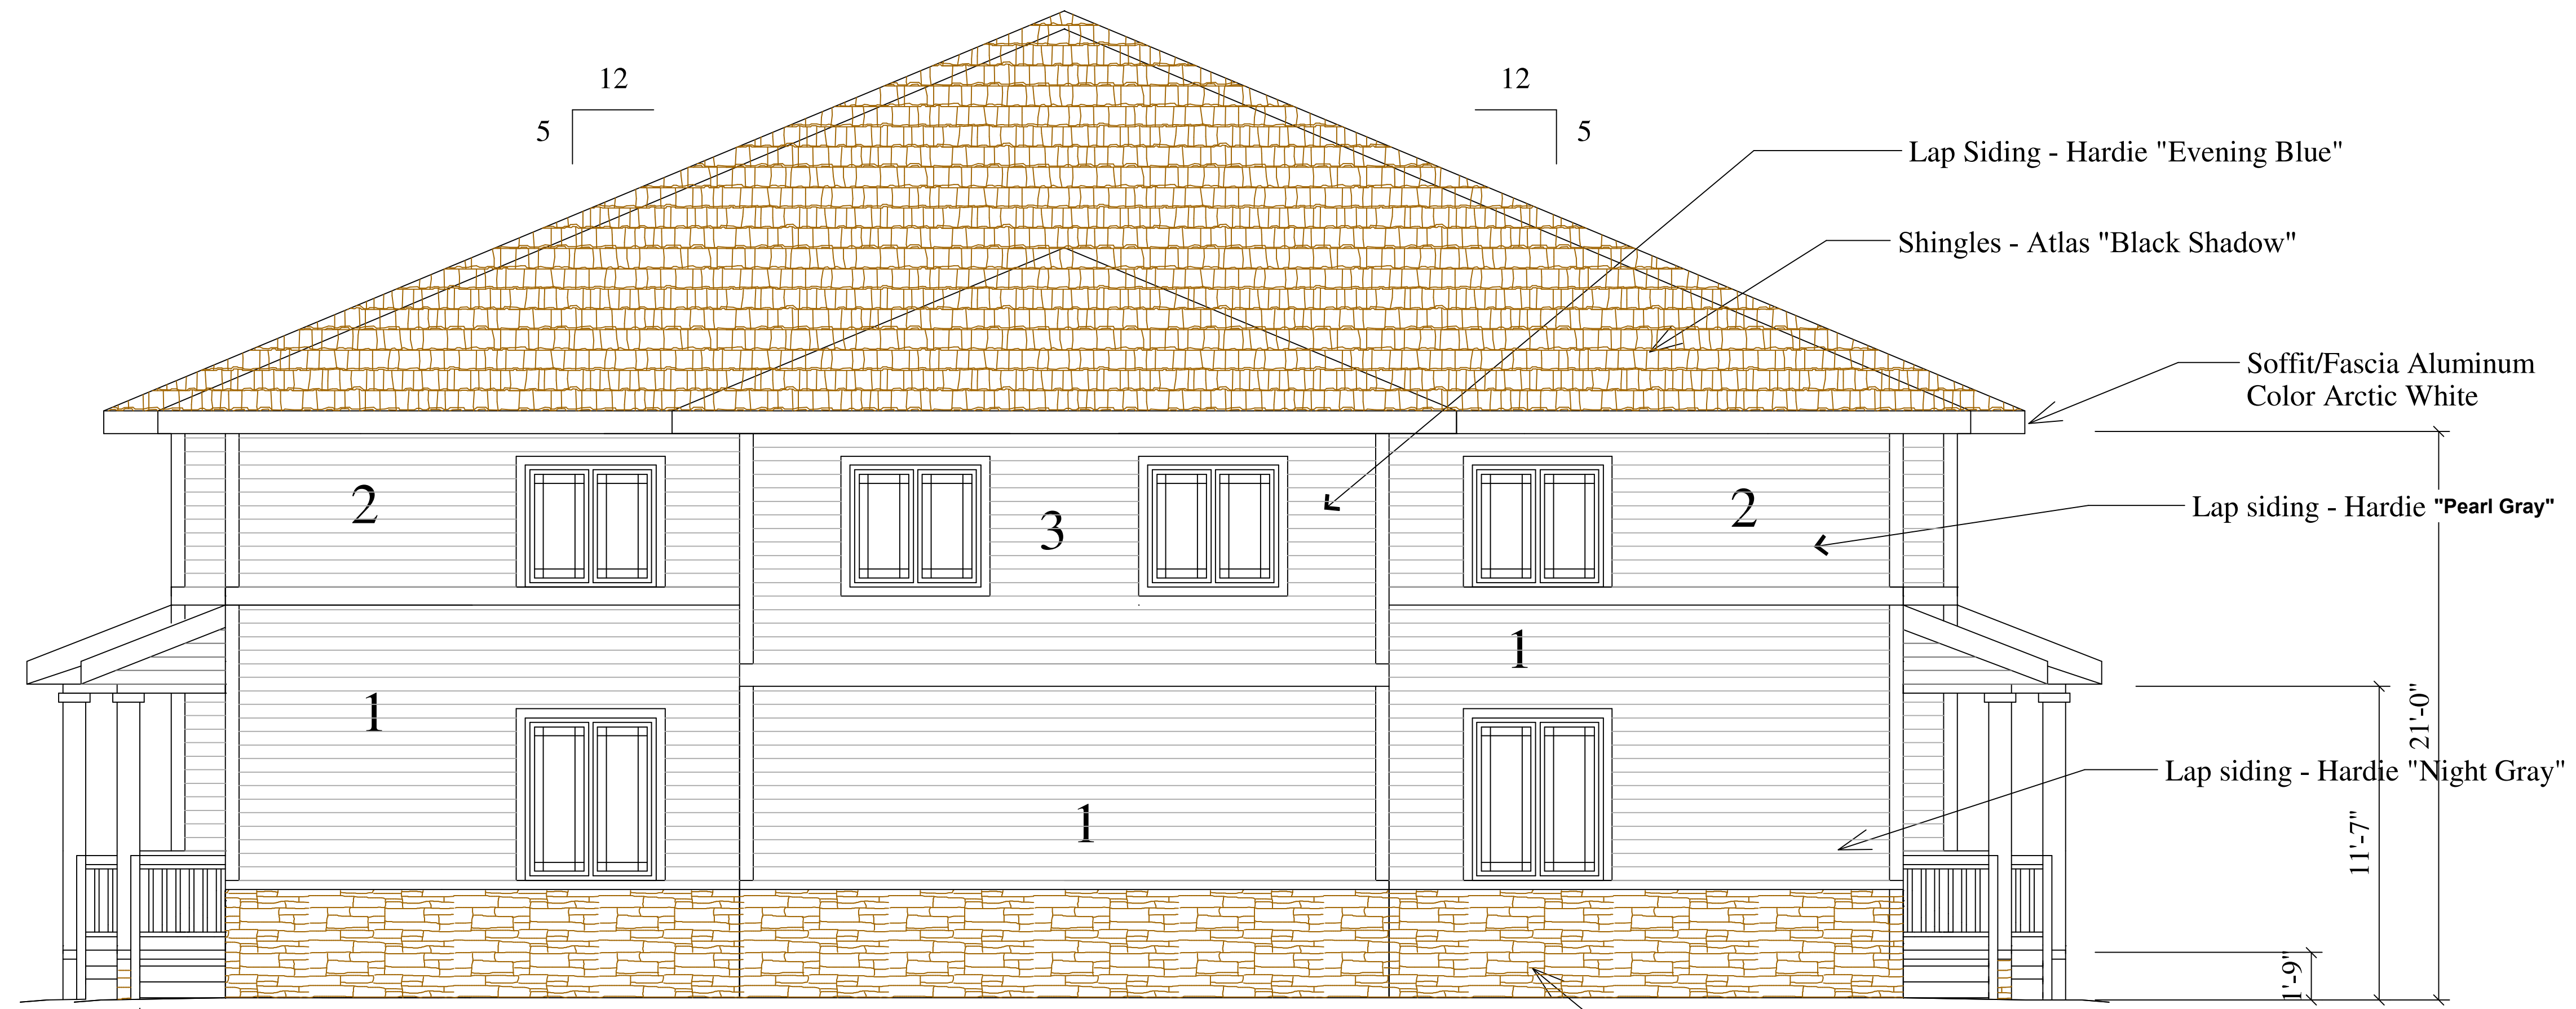 12
12
5
5
Lap Siding - Hardie "Evening Blue"
Shingles - Atlas "Black Shadow"
Soffit/Fascia Aluminum
Color Arctic White
2
3
2
Lap siding - Hardie "Pearl Gray"
1
1
21'-0"
Lap siding - Hardie "Night Gray"
1
11'-7"
1'-9"